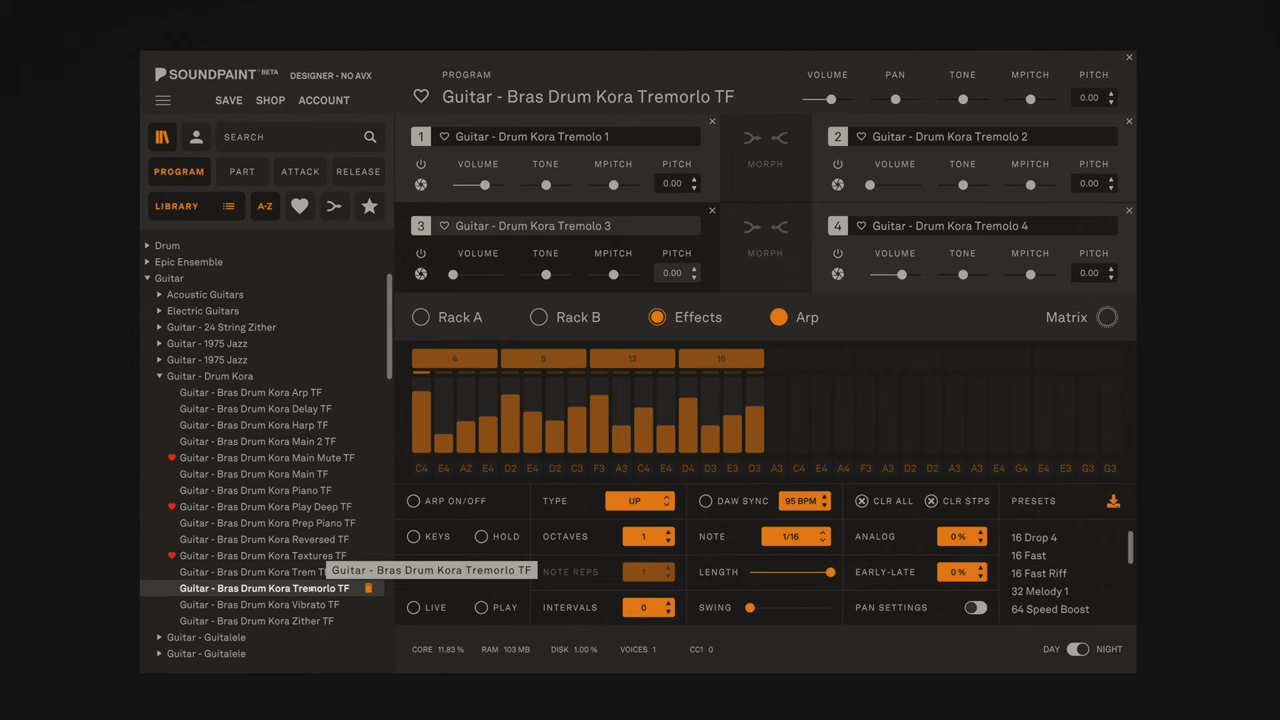 SOUNDPAINT BETA DESIGNER - NO AVX
SAVE SHOP ACCOUNT
SEARCH
PROGRAM PART ATTACK RELEASE
LIBRARY A-Z
Drum
Epic Ensemble
Guitar
Acoustic Guitars
Electric Guitars
Guitar - 24 String Zither
Guitar - 1975 Jazz
Guitar - 1975 Jazz
Guitar - Drum Kora
Guitar - Bras Drum Kora Arp TF
Guitar - Bras Drum Kora Delay TF
Guitar - Bras Drum Kora Harp TF
Guitar - Bras Drum Kora Main 2 TF
Guitar - Bras Drum Kora Main Mute TF
Guitar - Bras Drum Kora Main TF
Guitar - Bras Drum Kora Piano TF
Guitar - Bras Drum Kora Play Deep TF
Guitar - Bras Drum Kora Prep Piano TF
Guitar - Bras Drum Kora Reversed TF
Guitar - Bras Drum Kora Textures TF
Guitar - Bras Drum Kora Tremorlo TF
Guitar - Bras Drum Kora Trem TF
Guitar - Bras Drum Kora Tremorlo TF
Guitar - Bras Drum Kora Vibrato TF
Guitar - Bras Drum Kora Zither TF
Guitar - Guitalele
Guitar - Guitalele
PROGRAM
Guitar - Bras Drum Kora Tremorlo TF
VOLUME PAN TONE MPITCH PITCH
0.00
1 Guitar - Drum Kora Tremolo 1
VOLUME TONE MPITCH PITCH
0.00
MORPH
2 Guitar - Drum Kora Tremolo 2
VOLUME TONE MPITCH PITCH
0.00
3 Guitar - Drum Kora Tremolo 3
VOLUME TONE MPITCH PITCH
0.00
MORPH
4 Guitar - Drum Kora Tremolo 4
VOLUME TONE MPITCH PITCH
0.00
Rack A Rack B Effects Arp Matrix
4 8 12 16
C4 E4 A2 E4 D2 E4 D2 C3 F3 A3 C4 E4 D4 D3 E3 D3 A3 C4 E4 A4 F3 A3 D2 D2 A3 A3 E4 G4 E4 D3 G3 G3
ARP ON/OFF TYPE UP DAW SYNC 95 BPM CLR ALL CLR STPS PRESETS
KEYS HOLD OCTAVES 1 NOTE 1/16 ANALOG 0 %
NOTE REPS 1 LENGTH EARLY-LATE 0 %
LIVE PLAY INTERVALS 0 SWING PAN SETTINGS
16 Drop 4
16 Fast
16 Fast Riff
32 Melody 1
64 Speed Boost
CORE 11.83 % RAM 103 MB DISK 1.00 % VOICES 1 CC1 0 DAY NIGHT